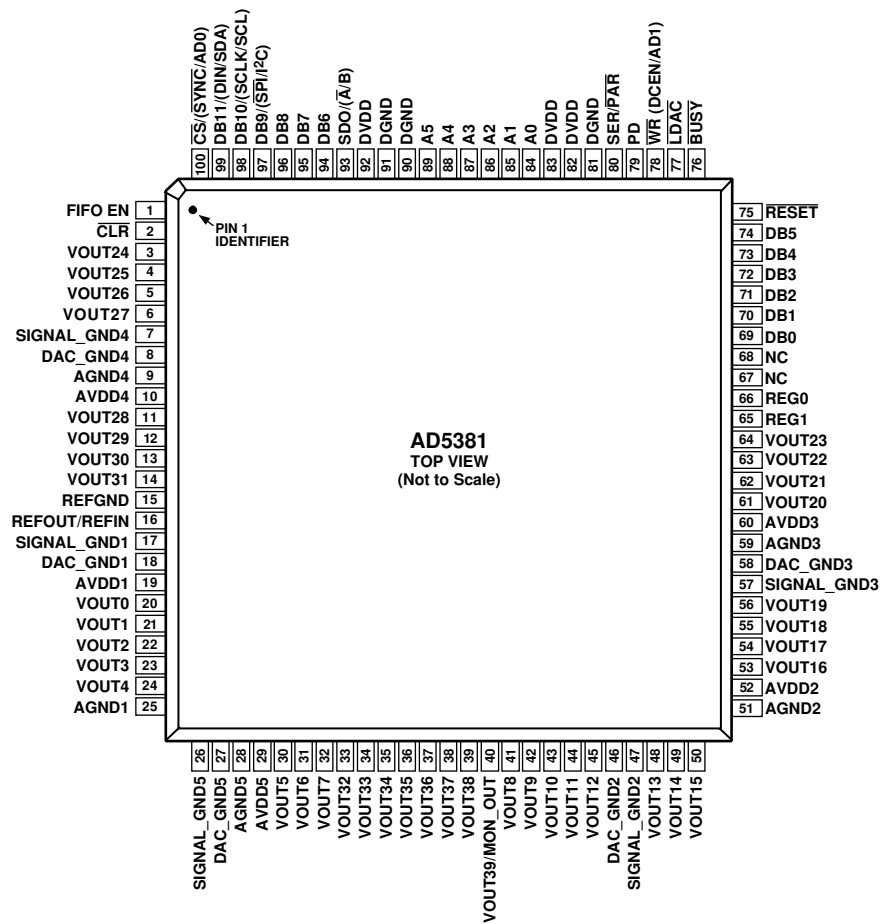 CS/(SYNC/AD0)
DB11/(DIN/SDA)
DB10/(SCLK/SCL)
DB9/(SPI/I²C)
DB8
DB7
DB6
SDO/(A/B)
DVDD
DGND
DGND
A5
A4
A3
A2
A1
A0
DVDD
DVDD
DGND
SER/PAR
PD
WR (DCEN/AD1)
LDAC
BUSY
100 99 98 97 96 95 94 93 92 91 90 89 88 87 86 85 84 83 82 81 80 79 78 77 76
FIFO EN 1
CLR 2
VOUT24 3
VOUT25 4
VOUT26 5
VOUT27 6
SIGNAL_GND4 7
DAC_GND4 8
AGND4 9
AVDD4 10
VOUT28 11
VOUT29 12
VOUT30 13
VOUT31 14
REFGND 15
REFOUT/REFIN 16
SIGNAL_GND1 17
DAC_GND1 18
AVDD1 19
VOUT0 20
VOUT1 21
VOUT2 22
VOUT3 23
VOUT4 24
AGND1 25
PIN 1
IDENTIFIER
AD5381
TOP VIEW
(Not to Scale)
75 RESET
74 DB5
73 DB4
72 DB3
71 DB2
70 DB1
69 DB0
68 NC
67 NC
66 REG0
65 REG1
64 VOUT23
63 VOUT22
62 VOUT21
61 VOUT20
60 AVDD3
59 AGND3
58 DAC_GND3
57 SIGNAL_GND3
56 VOUT19
55 VOUT18
54 VOUT17
53 VOUT16
52 AVDD2
51 AGND2
26 27 28 29 30 31 32 33 34 35 36 37 38 39 40 41 42 43 44 45 46 47 48 49 50
SIGNAL_GND5
DAC_GND5
AGND5
AVDD5
VOUT5
VOUT6
VOUT7
VOUT32
VOUT33
VOUT34
VOUT35
VOUT36
VOUT37
VOUT38
VOUT39/MON_OUT
VOUT8
VOUT9
VOUT10
VOUT11
VOUT12
DAC_GND2
SIGNAL_GND2
VOUT13
VOUT14
VOUT15